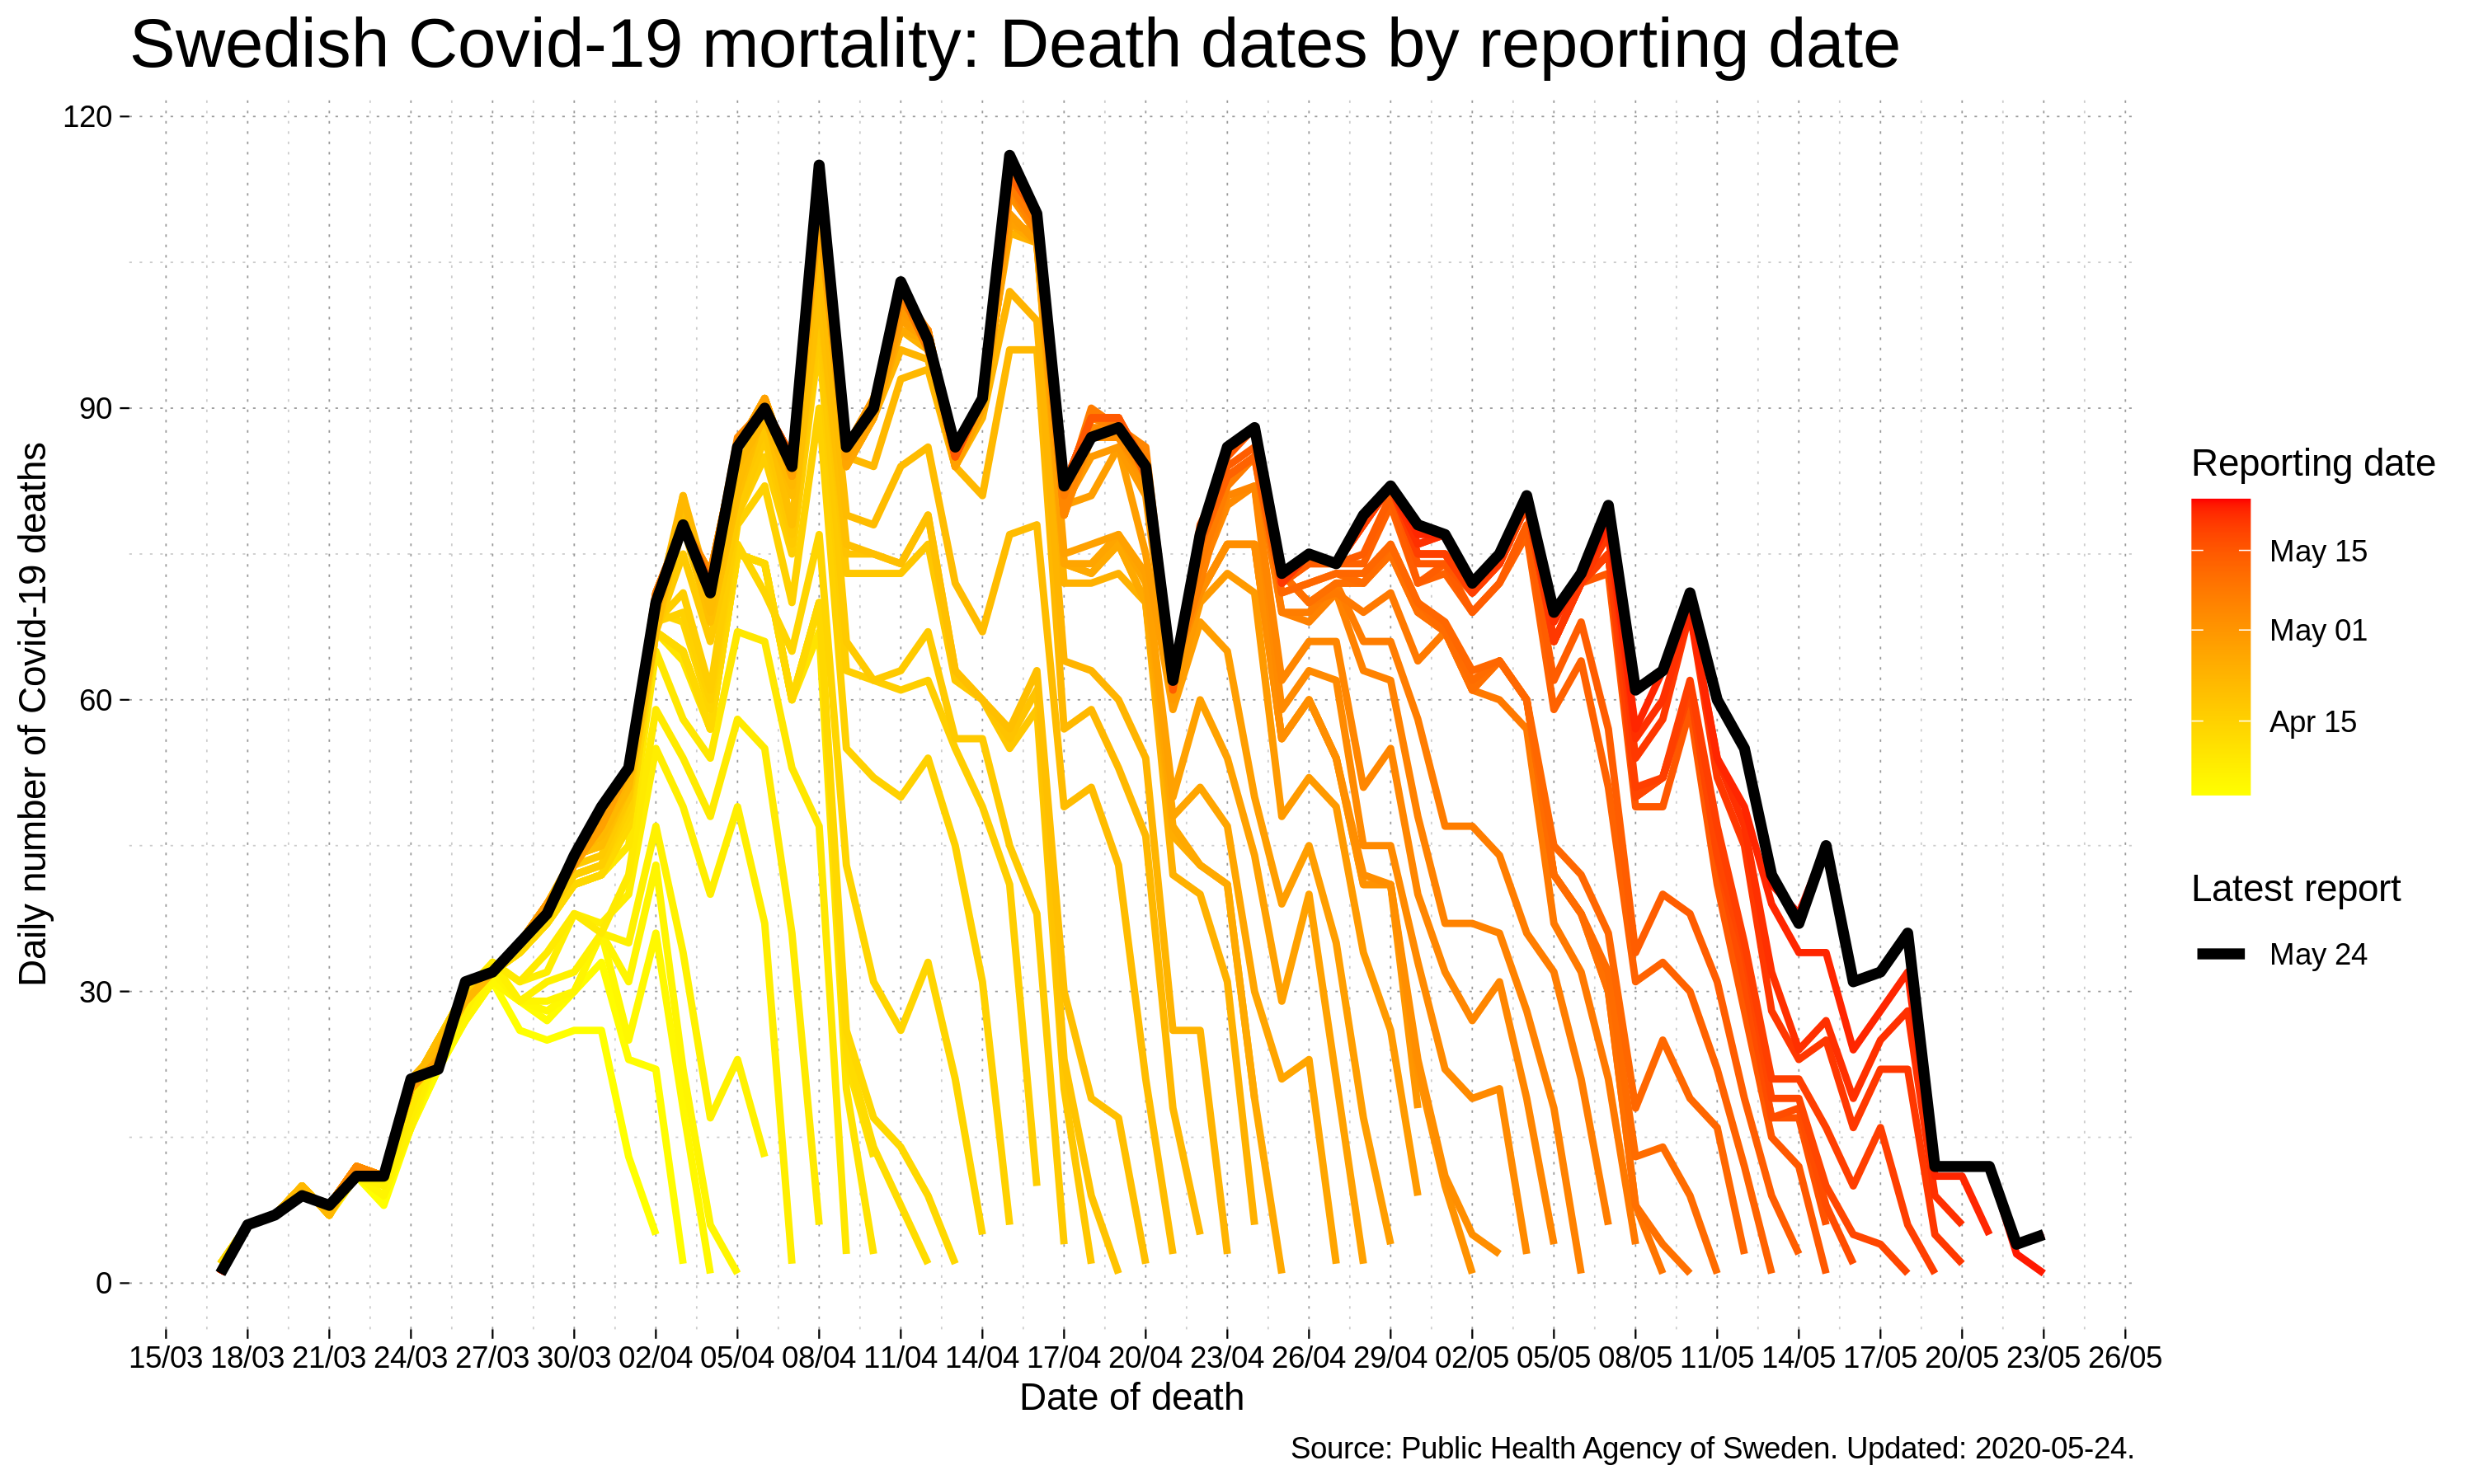 Swedish Covid-19 mortality: Death dates by reporting date
120
90
60
30
0
Daily number of Covid-19 deaths
15/03 18/03 21/03 24/03 27/03 30/03 02/04 05/04 08/04 11/04 14/04 17/04 20/04 23/04 26/04 29/04 02/05 05/05 08/05 11/05 14/05 17/05 20/05 23/05 26/05
Date of death
Reporting date
May 15
May 01
Apr 15
Latest report
May 24
Source: Public Health Agency of Sweden. Updated: 2020-05-24.